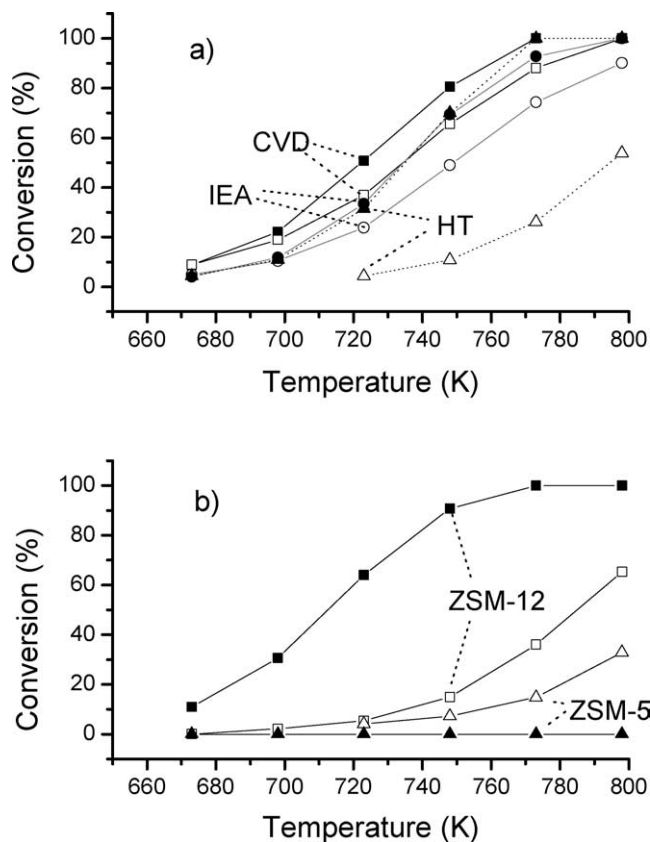 100
a)
80
CVD
60
IEA
40
HT
20
0
Conversion (%)
660 680 700 720 740 760 780 800
Temperature (K)
100
b)
80
60
ZSM-12
40
20
ZSM-5
0
Conversion (%)
660 680 700 720 740 760 780 800
Temperature (K)